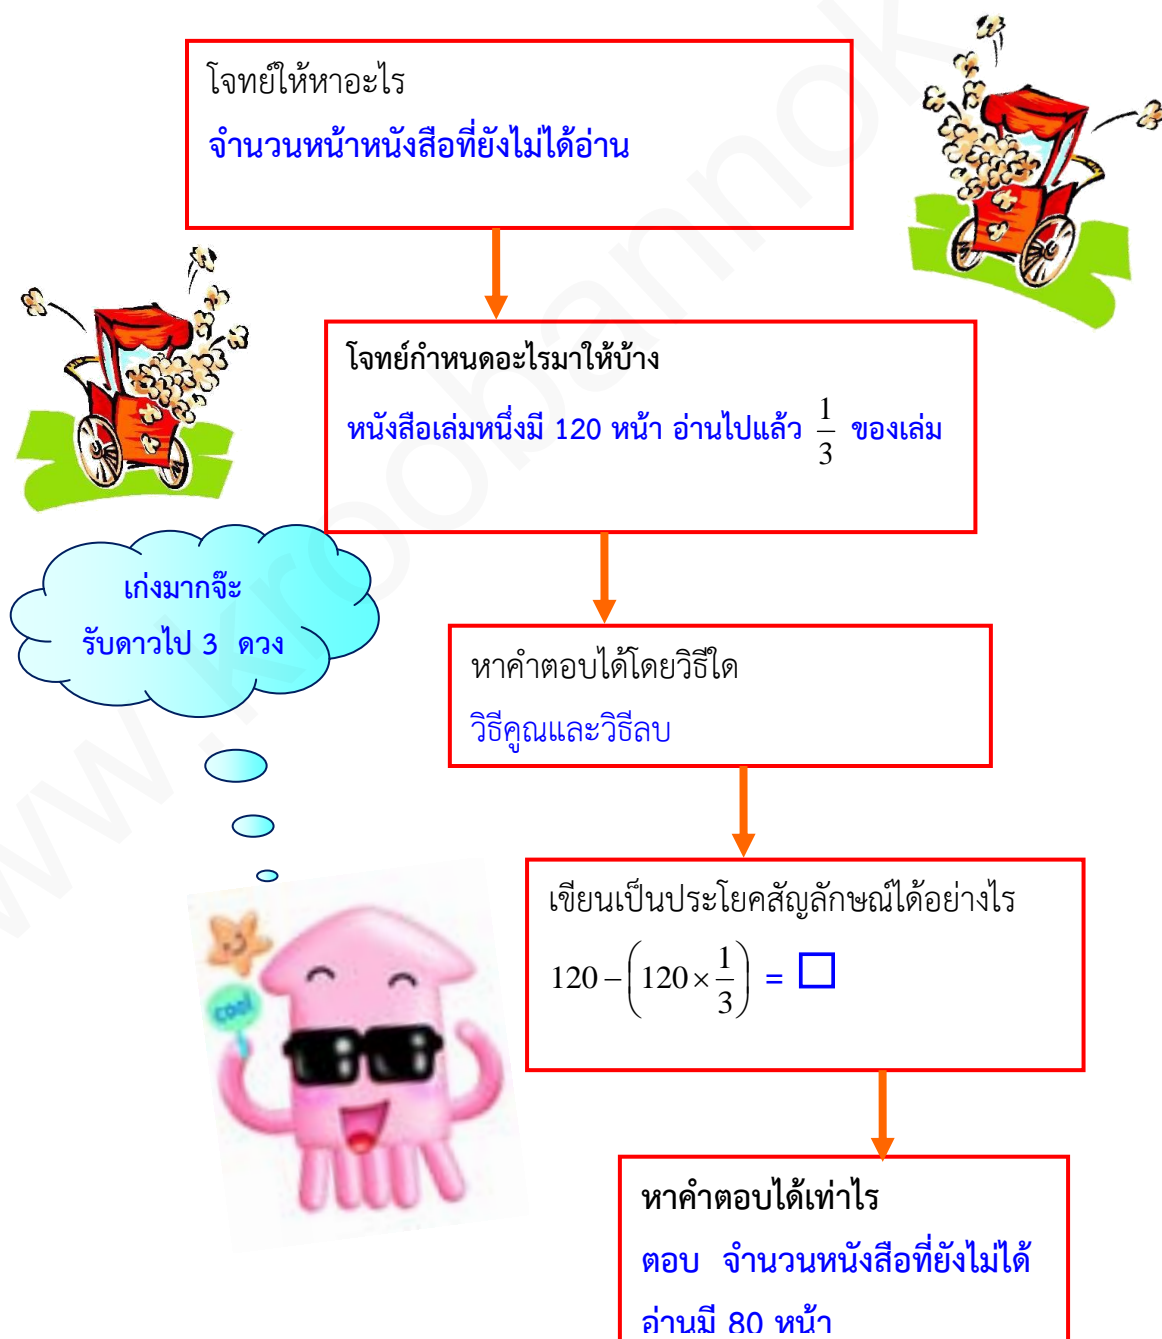 โจทย์ให้หาอะไร
จำนวนหน้าหนังสือที่ยังไม่ได้อ่าน
โจทย์กำหนดอะไรมาให้บ้าง
หนังสือเล่มหนึ่งมี 120 หน้า อ่านไปแล้ว 1/3 ของเล่ม
เก่งมากจ๊ะ
รับดาวไป 3 ดวง
หาคำตอบได้โดยวิธีใด
วิธีคูณและวิธีลบ
เขียนเป็นประโยคสัญลักษณ์ได้อย่างไร
120 − (120 × 1/3) = □
cool
หาคำตอบได้เท่าไร
ตอบ จำนวนหนังสือที่ยังไม่ได้
อ่านมี 80 หน้า